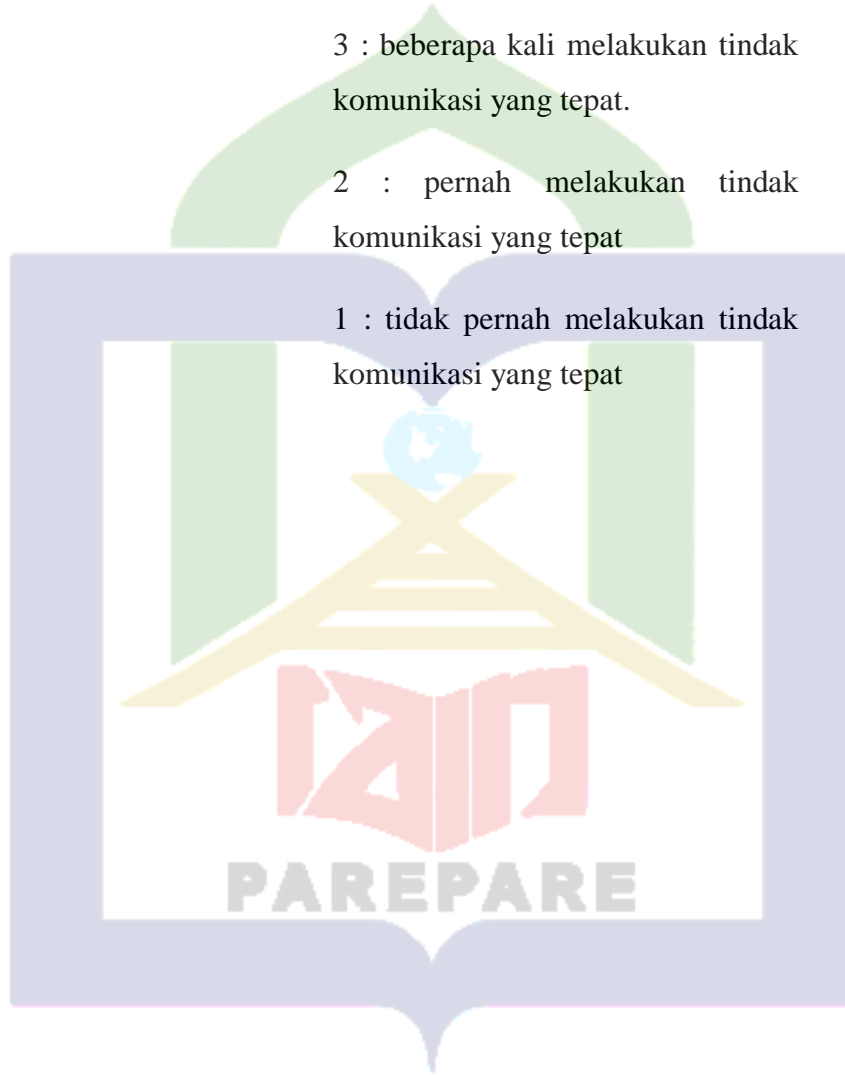 3 : beberapa kali melakukan tindak
komunikasi yang tepat.
2 : pernah melakukan tindak
komunikasi yang tepat
1 : tidak pernah melakukan tindak
komunikasi yang tepat
iain
PAREPARE